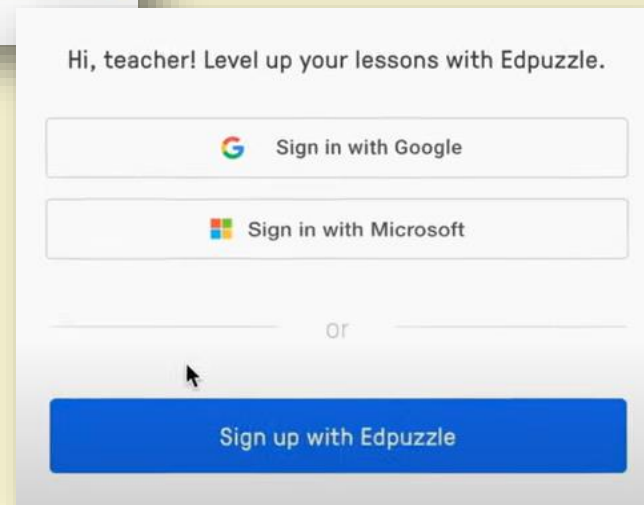 Hi, teacher! Level up your lessons with Edpuzzle.
Sign in with Google
Sign in with Microsoft
or
Sign up with Edpuzzle